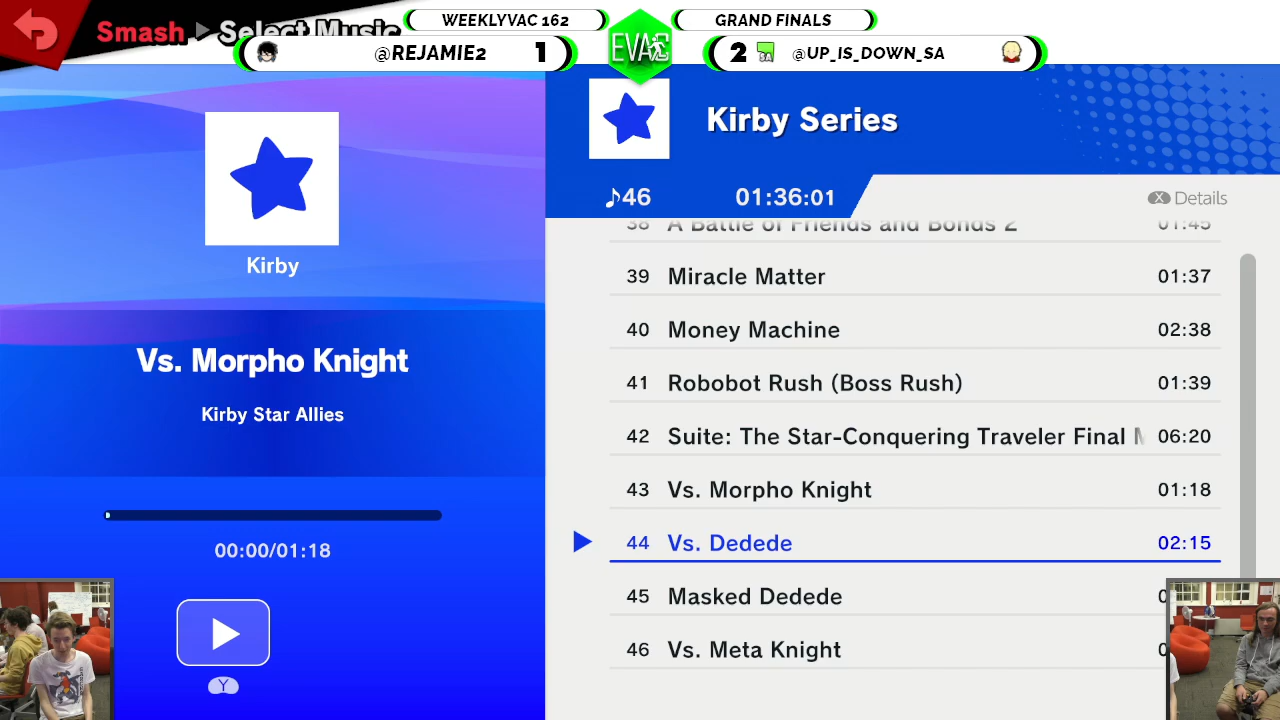 Smash ▶ Select Music
WEEKLYVAC 162
GRAND FINALS
@REJAMIE2 1
EVAC
2 SA @UP_IS_DOWN_SA
Kirby
Vs. Morpho Knight
Kirby Star Allies
00:00/01:18
Y
Kirby Series
♪46 01:36:01
X Details
38 A Battle of Friends and Bonds 2 01:45
39 Miracle Matter 01:37
40 Money Machine 02:38
41 Robobot Rush (Boss Rush) 01:39
42 Suite: The Star-Conquering Traveler Final 06:20
43 Vs. Morpho Knight 01:18
44 Vs. Dedede 02:15
45 Masked Dedede
46 Vs. Meta Knight